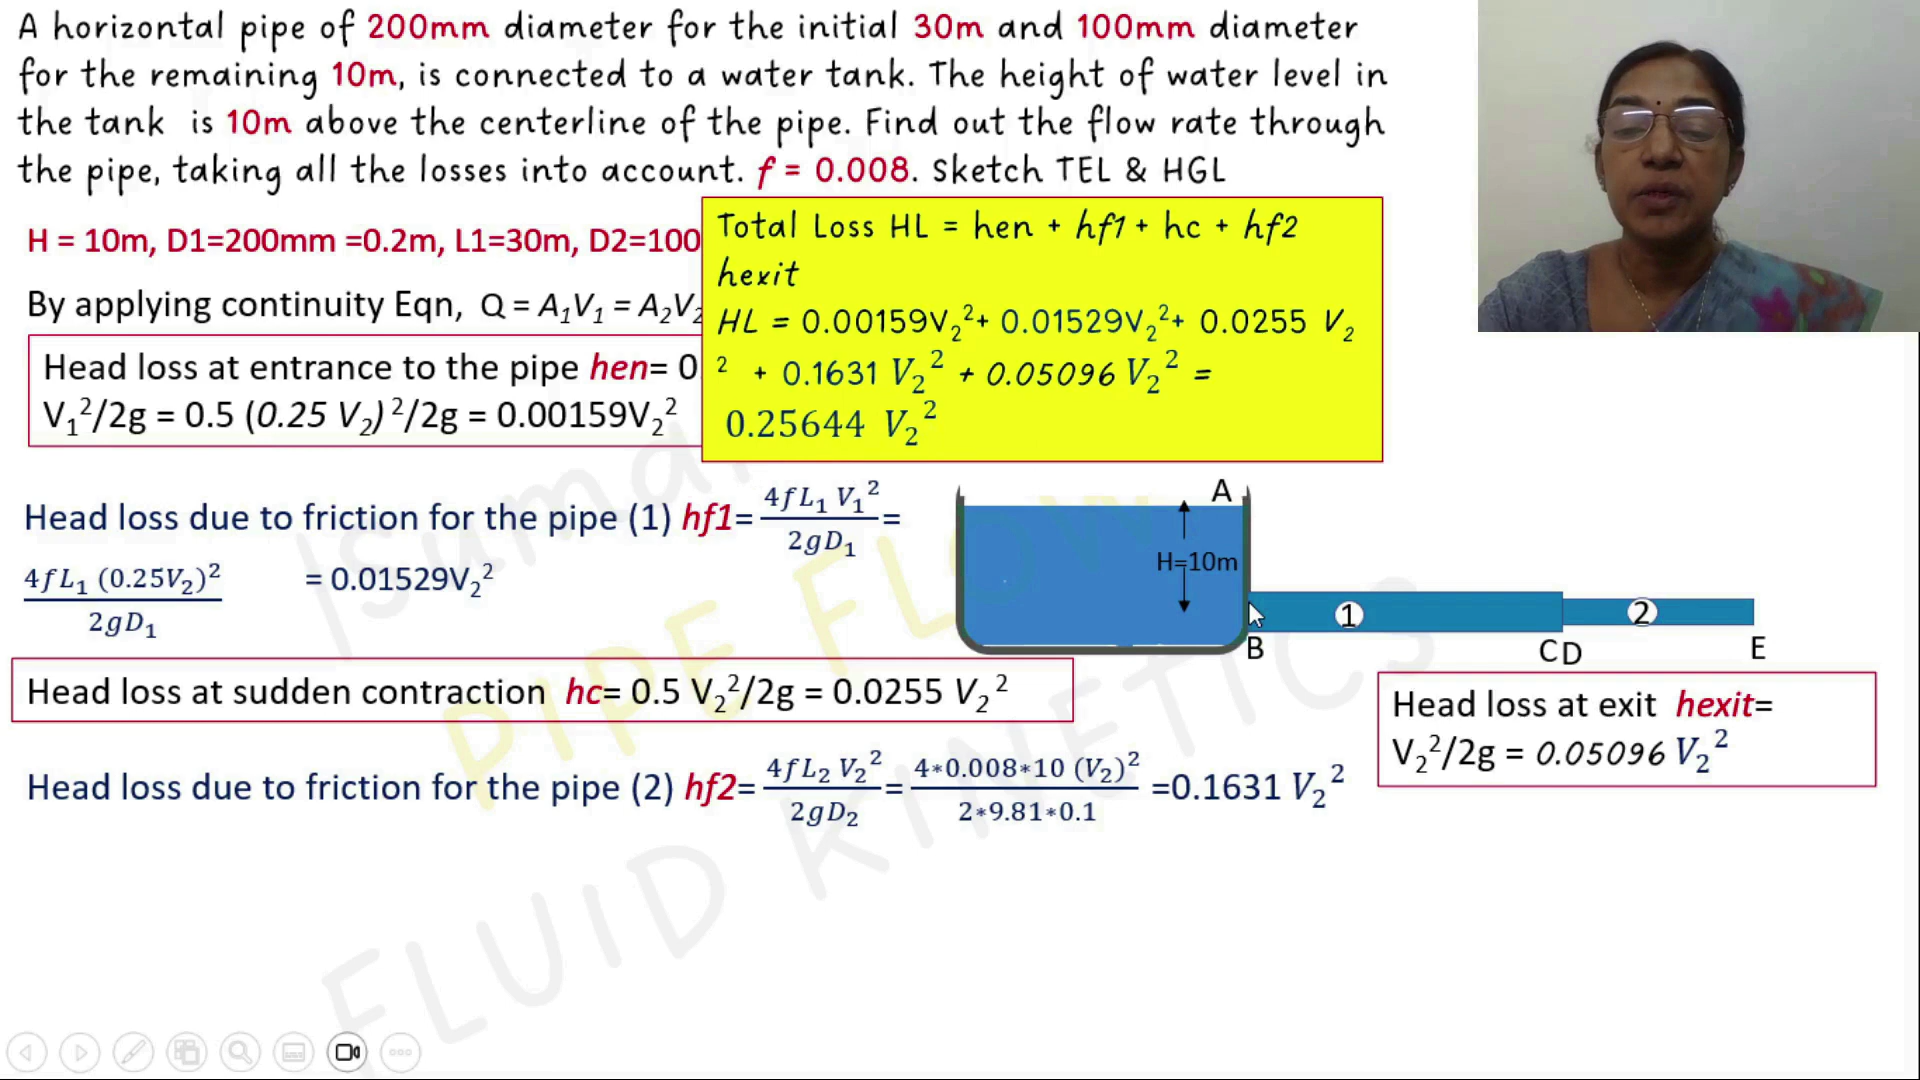 A horizontal pipe of 200mm diameter for the initial 30m and 100mm diameter
for the remaining 10m, is connected to a water tank. The height of water level in
the tank is 10m above the centerline of the pipe. Find out the flow rate through
the pipe, taking all the losses into account. f = 0.008. Sketch TEL & HGL
H = 10m, D1=200mm =0.2m, L1=30m, D2=100
By applying continuity Eqn, Q = A₁V₁ = A₂V₂
Head loss at entrance to the pipe hen= 0
V₁²/2g = 0.5 (0.25 V₂)²/2g = 0.00159V₂²
Total Loss HL = hen + hf1 + hc + hf2
hexit
HL = 0.00159V₂²+ 0.01529V₂²+ 0.0255 V₂
² + 0.1631 V₂² + 0.05096 V₂² =
0.25644 V₂²
Head loss due to friction for the pipe (1) hf1= 4fL₁ V₁² / 2gD₁ =
4fL₁ (0.25V₂)² / 2gD₁ = 0.01529V₂²
A
H=10m
1
2
B
C D
E
Head loss at sudden contraction hc= 0.5 V₂²/2g = 0.0255 V₂²
Head loss at exit hexit=
V₂²/2g = 0.05096 V₂²
Head loss due to friction for the pipe (2) hf2= 4fL₂ V₂² / 2gD₂ = 4*0.008*10 (V₂)² / 2*9.81*0.1 =0.1631 V₂²
PIPE FLOW
FLUID KINETICS